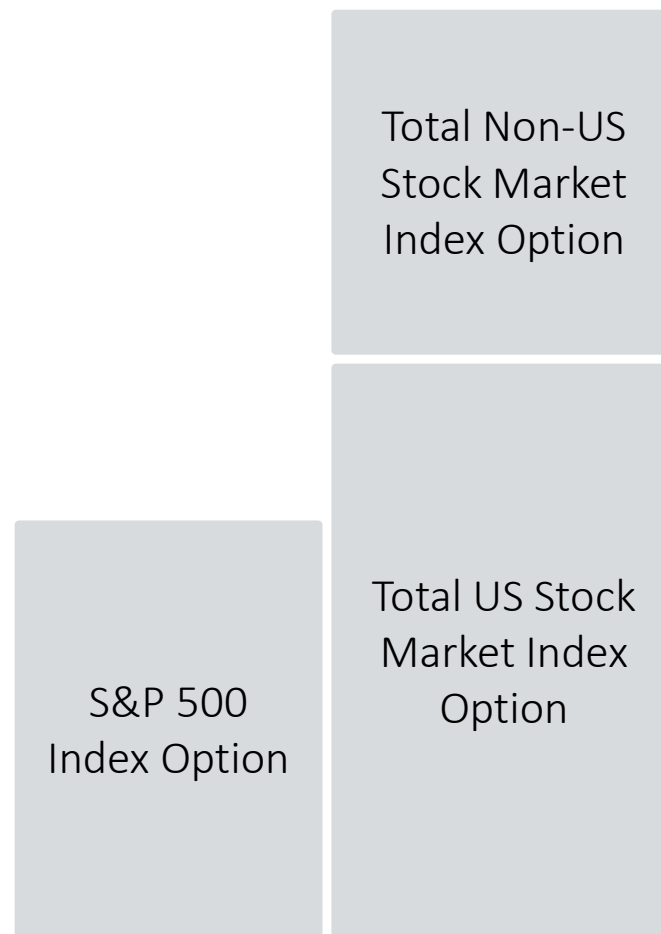 Total Non-US
Stock Market
Index Option
Total US Stock
Market Index
Option
S&P 500
Index Option